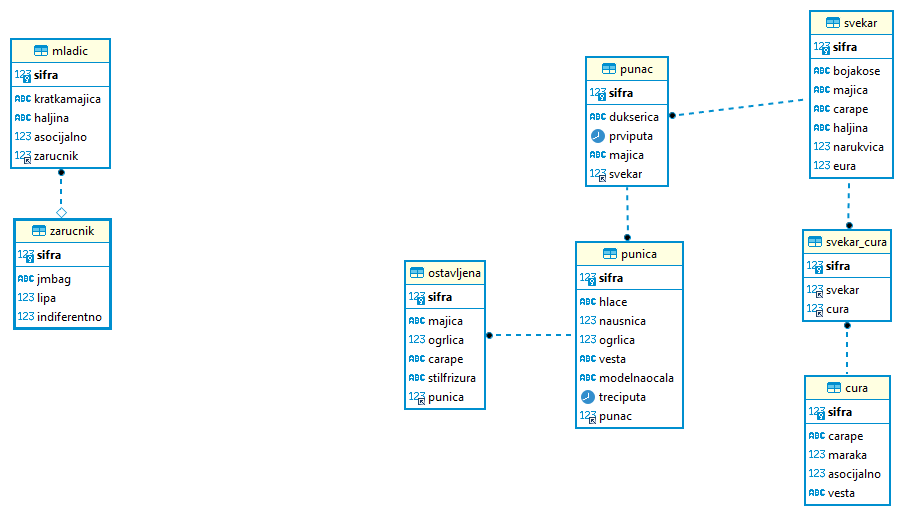 mladic
123 sifra
ABC kratkamajica
ABC haljina
123 asocijalno
123 zarucnik
zarucnik
123 sifra
ABC jmbag
123 lipa
123 indiferentno
ostavljena
123 sifra
ABC majica
123 ogrlica
ABC carape
ABC stilfrizura
123 punica
punac
123 sifra
ABC dukserica
prviputa
ABC majica
123 svekar
punica
123 sifra
ABC hlace
123 nausnica
123 ogrlica
ABC vesta
ABC modelnaocala
treciputa
123 punac
svekar
123 sifra
ABC bojakose
ABC majica
ABC carape
ABC haljina
123 narukvica
123 eura
svekar_cura
123 sifra
123 svekar
123 cura
cura
123 sifra
ABC carape
123 maraka
123 asocijalno
ABC vesta